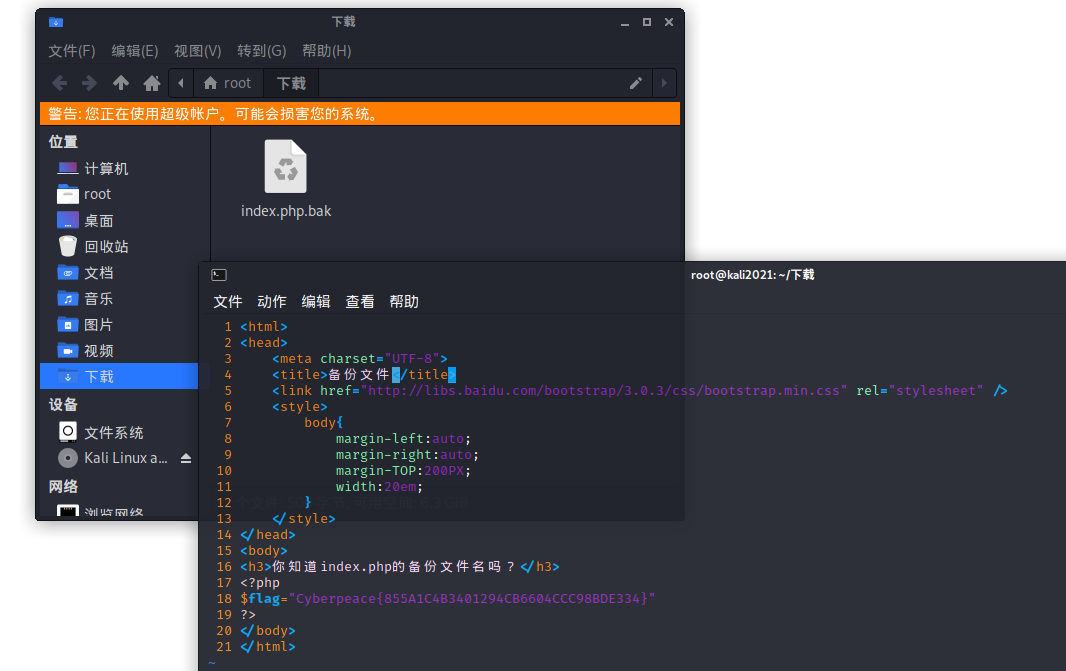 下载
文件(F) 编辑(E) 视图(V) 转到(G) 帮助(H)
root 下载
警告: 您正在使用超级帐户。可能会损害您的系统。
位置
计算机
root
桌面
回收站
文档
音乐
图片
视频
下载
设备
文件系统
Kali Linux a...
网络
浏览网络
index.php.bak
root@kali2021: ~/下载
文件 动作 编辑 查看 帮助
1 <html>
2 <head>
3     <meta charset="UTF-8">
4     <title>备份文件</title>
5     <link href="http://libs.baidu.com/bootstrap/3.0.3/css/bootstrap.min.css" rel="stylesheet" />
6     <style>
7         body{
8             margin-left:auto;
9             margin-right:auto;
10             margin-TOP:200PX;
11             width:20em;
12         }
13     </style>
14 </head>
15 <body>
16 <h3>你知道index.php的备份文件名吗？</h3>
17 <?php
18 $flag="Cyberpeace{855A1C4B3401294CB6604CCC98BDE334}"
19 ?>
20 </body>
21 </html>
~